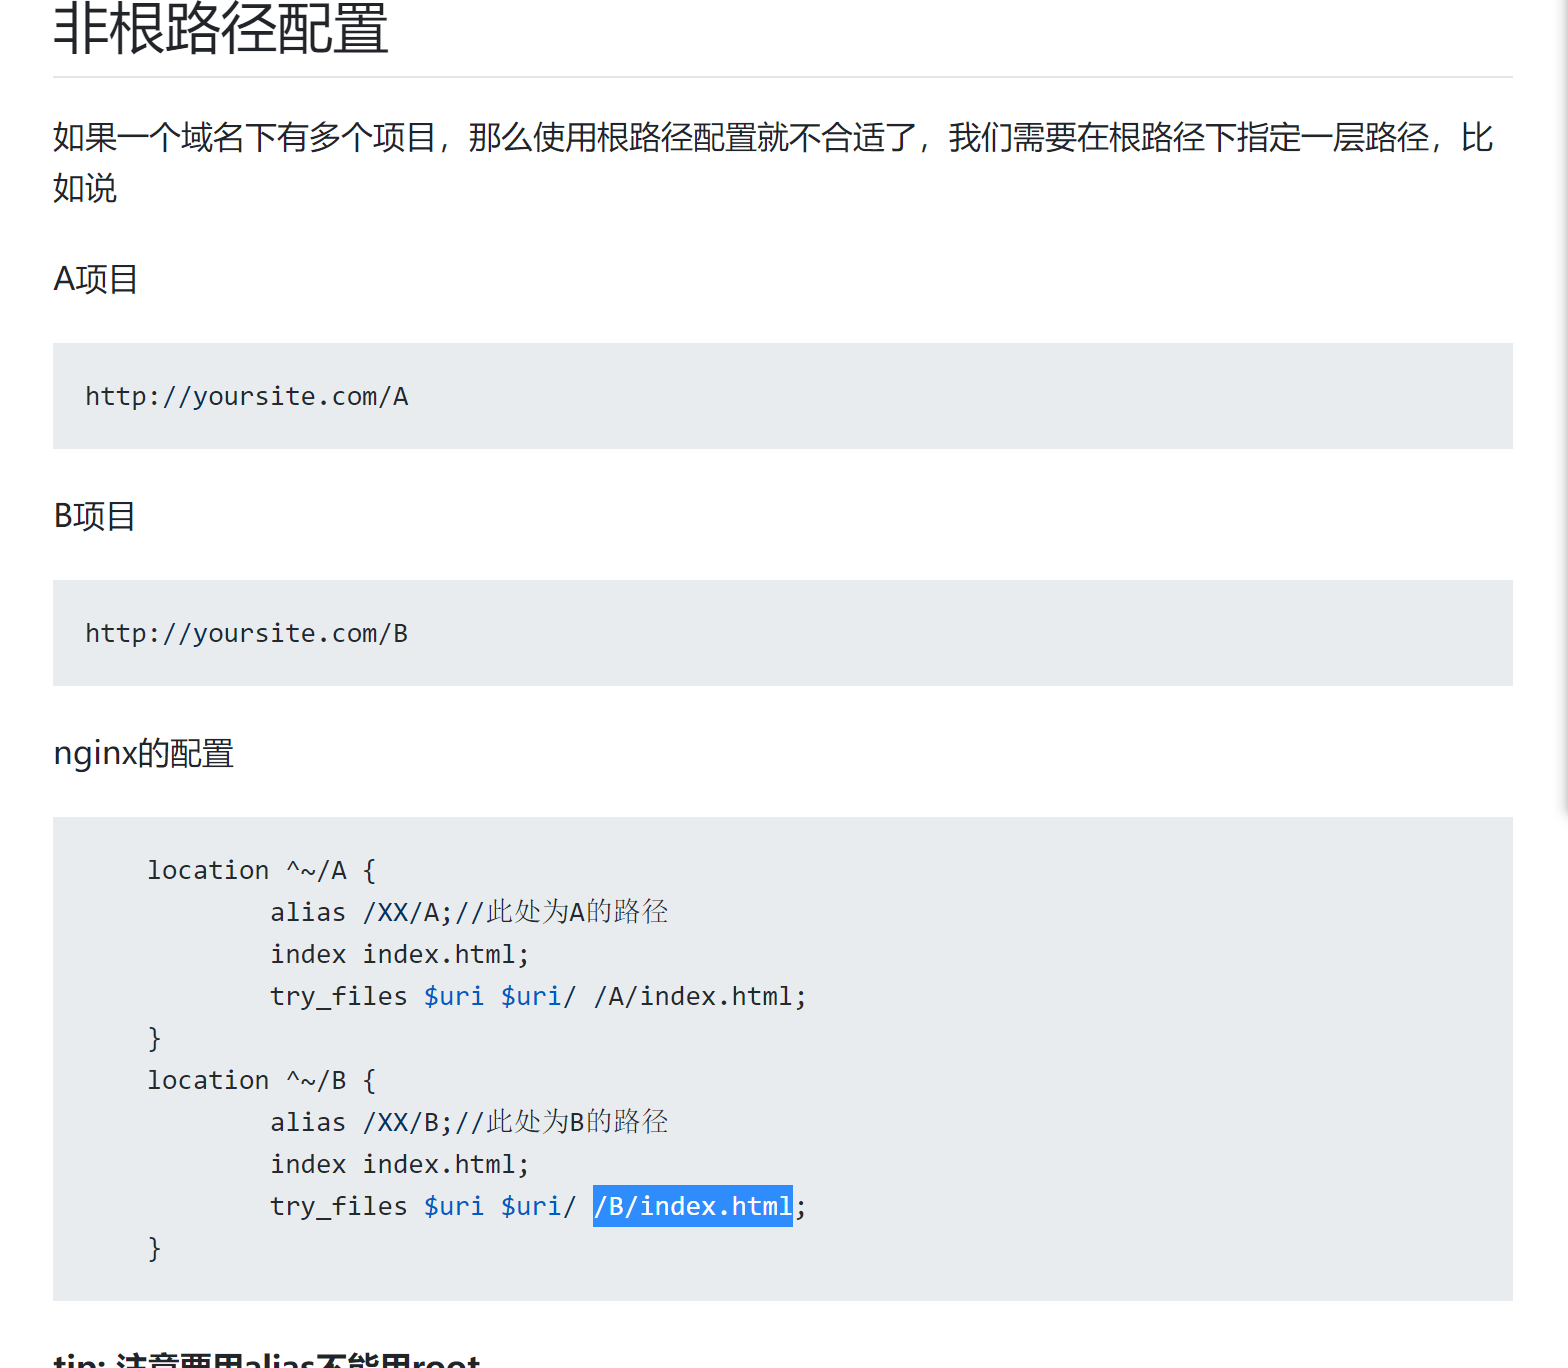 非根路径配置
如果一个域名下有多个项目，那么使用根路径配置就不合适了，我们需要在根路径下指定一层路径，比
如说
A项目
http://yoursite.com/A
B项目
http://yoursite.com/B
nginx的配置
location ^~/A {
alias /XX/A;//此处为A的路径
index index.html;
try_files $uri $uri/ /A/index.html;
}
location ^~/B {
alias /XX/B;//此处为B的路径
index index.html;
try_files $uri $uri/ /B/index.html;
}
tip: 注意要用alias不能用root